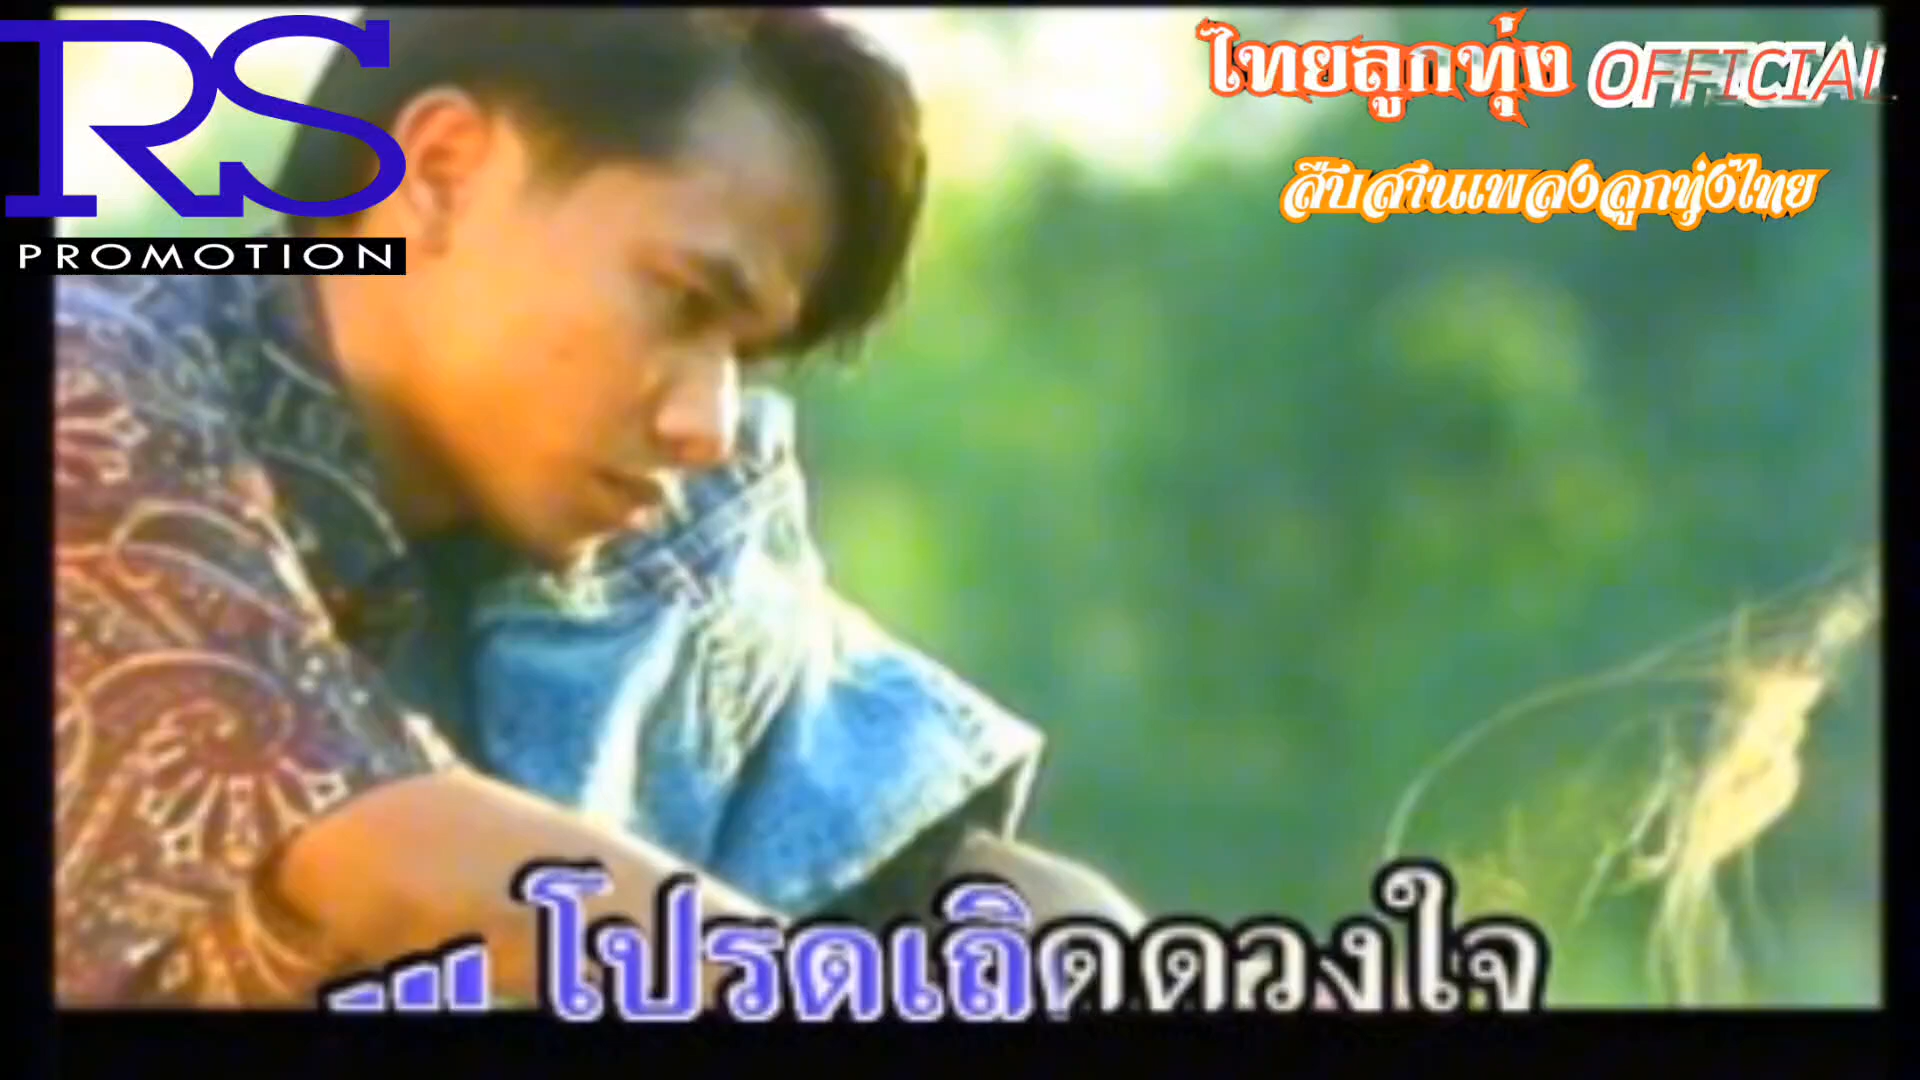 RS
PROMOTION
ไทยลูกทุ่ง OFFICIAL
สืบสานเพลงลูกทุ่งไทย
โปรดเถิดดวงใจ